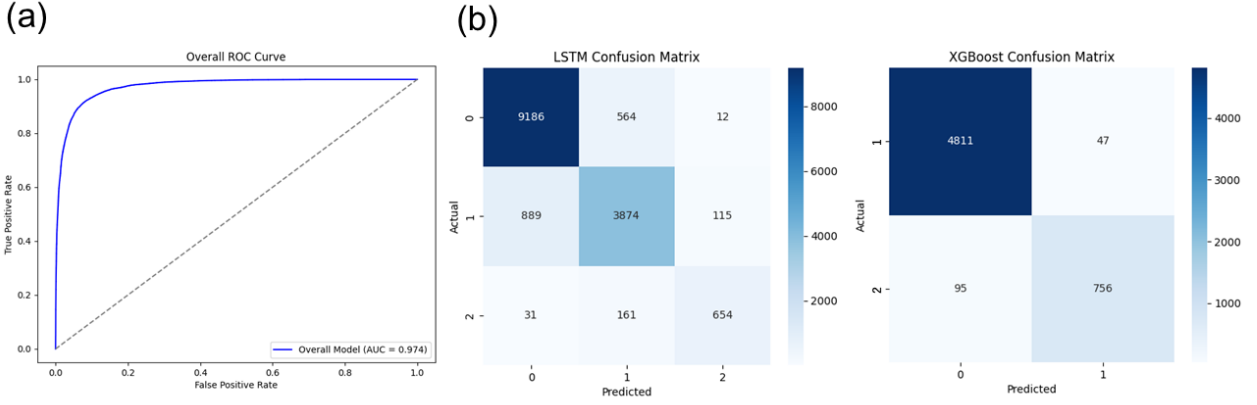 (a)
Overall ROC Curve
True Positive Rate
1.0
0.8
0.6
0.4
0.2
0.0
0.0 0.2 0.4 0.6 0.8 1.0
False Positive Rate
Overall Model (AUC = 0.974)
(b)
LSTM Confusion Matrix
Actual
0
1
2
9186 564 12
889 3874 115
31 161 654
0 1 2
Predicted
8000
6000
4000
2000
XGBoost Confusion Matrix
Actual
1
2
4811 47
95 756
0 1
Predicted
4000
3000
2000
1000